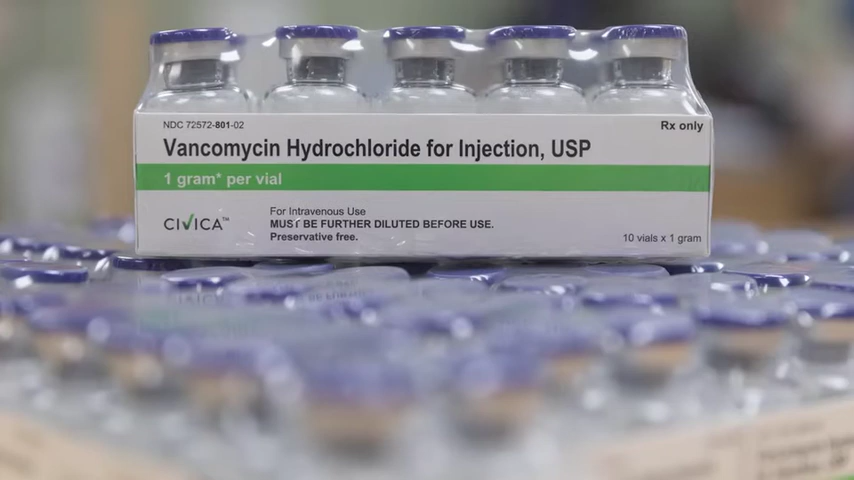 NDC 72572-801-02
Rx only
Vancomycin Hydrochloride for Injection, USP
1 gram* per vial
CIVICA™
For Intravenous Use
MUST BE FURTHER DILUTED BEFORE USE.
Preservative free.
10 vials x 1 gram